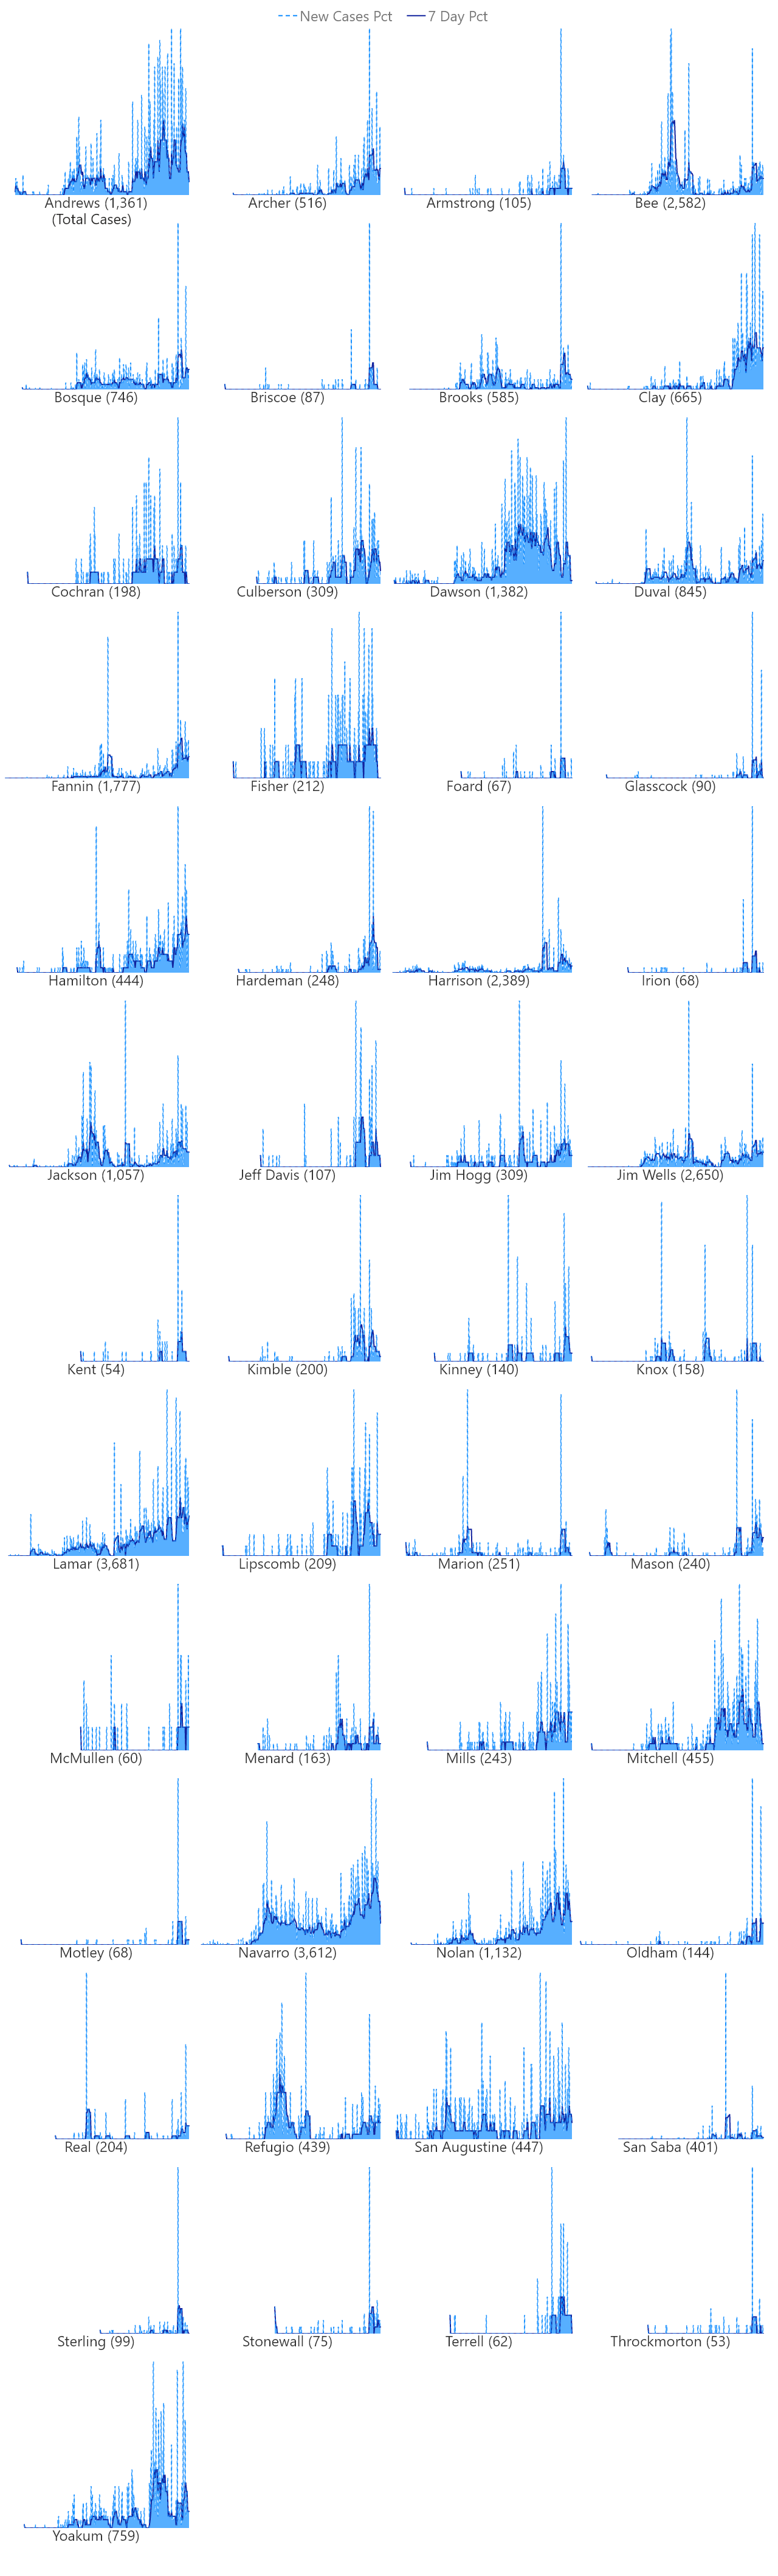 New Cases Pct 7 Day Pct
Andrews (1,361) Archer (516) Armstrong (105) Bee (2,582)
(Total Cases)
Bosque (746) Briscoe (87) Brooks (585) Clay (665)
Cochran (198) Culberson (309) Dawson (1,382) Duval (845)
Fannin (1,777) Fisher (212) Foard (67) Glasscock (90)
Hamilton (444) Hardeman (248) Harrison (2,389) Irion (68)
Jackson (1,057) Jeff Davis (107) Jim Hogg (309) Jim Wells (2,650)
Kent (54) Kimble (200) Kinney (140) Knox (158)
Lamar (3,681) Lipscomb (209) Marion (251) Mason (240)
McMullen (60) Menard (163) Mills (243) Mitchell (455)
Motley (68) Navarro (3,612) Nolan (1,132) Oldham (144)
Real (204) Refugio (439) San Augustine (447) San Saba (401)
Sterling (99) Stonewall (75) Terrell (62) Throckmorton (53)
Yoakum (759)